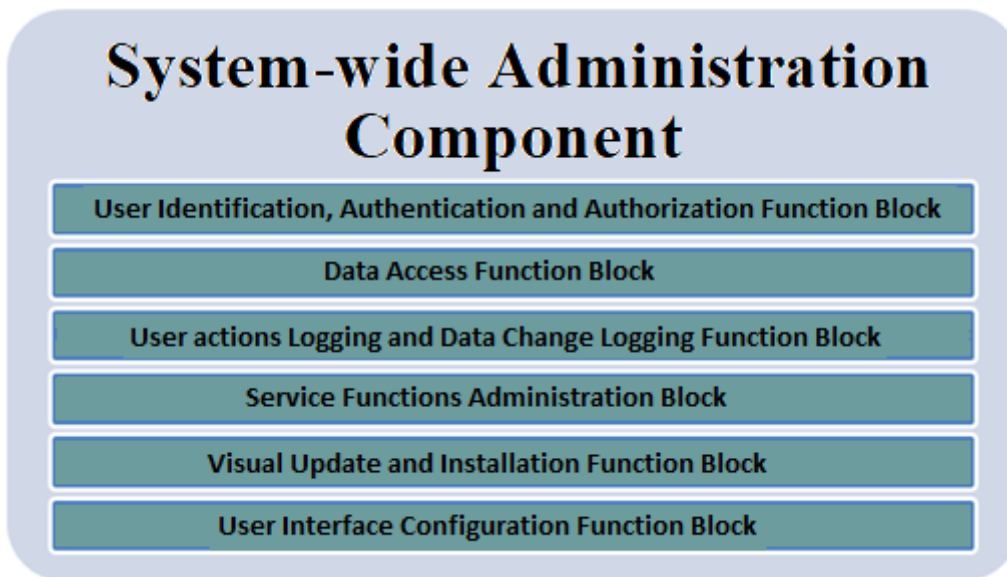 System-wide Administration
Component
User Identification, Authentication and Authorization Function Block
Data Access Function Block
User actions Logging and Data Change Logging Function Block
Service Functions Administration Block
Visual Update and Installation Function Block
User Interface Configuration Function Block